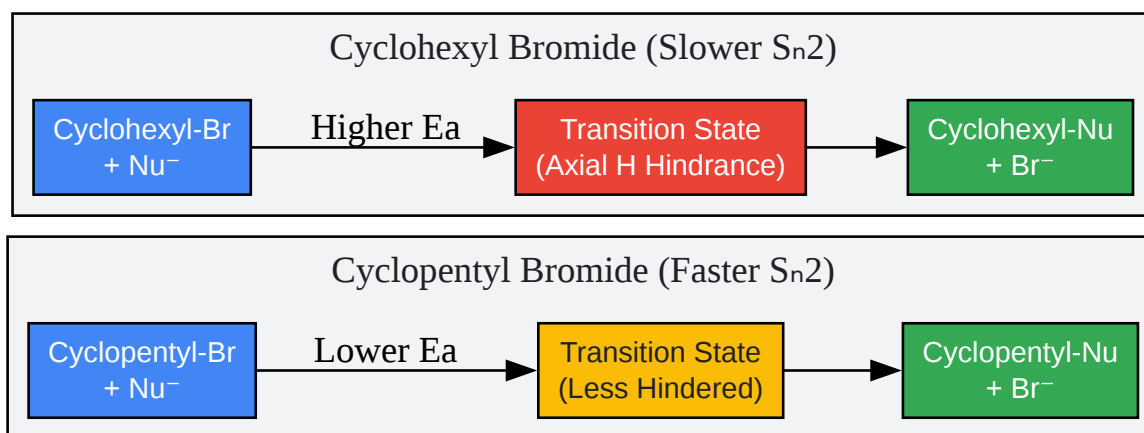 Cyclohexyl Bromide (Slower Sₙ2)
Cyclohexyl-Br
+ Nu⁻
Higher Ea
Transition State
(Axial H Hindrance)
Cyclohexyl-Nu
+ Br⁻
Cyclopentyl Bromide (Faster Sₙ2)
Cyclopentyl-Br
+ Nu⁻
Lower Ea
Transition State
(Less Hindered)
Cyclopentyl-Nu
+ Br⁻